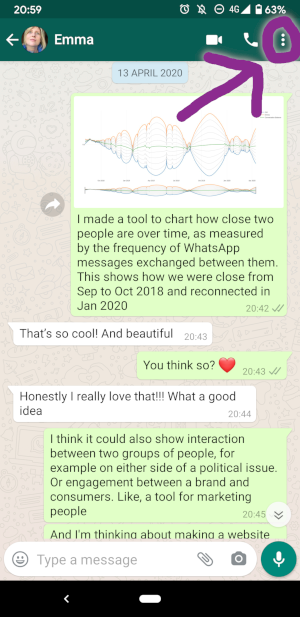 20:59 4G 63%
Emma
13 APRIL 2020
I made a tool to chart how close two
people are over time, as measured
by the frequency of WhatsApp
messages exchanged between them.
This shows how we were close from
Sep to Oct 2018 and reconnected in
Jan 2020
20:42
That's so cool! And beautiful 20:43
You think so? ❤️ 20:43
Honestly I really love that!!! What a good
idea
20:44
I think it could also show interaction
between two groups of people, for
example on either side of a political issue.
Or engagement between a brand and
consumers. Like, a tool for marketing
people
20:45
And I'm thinking about making a website
Type a message